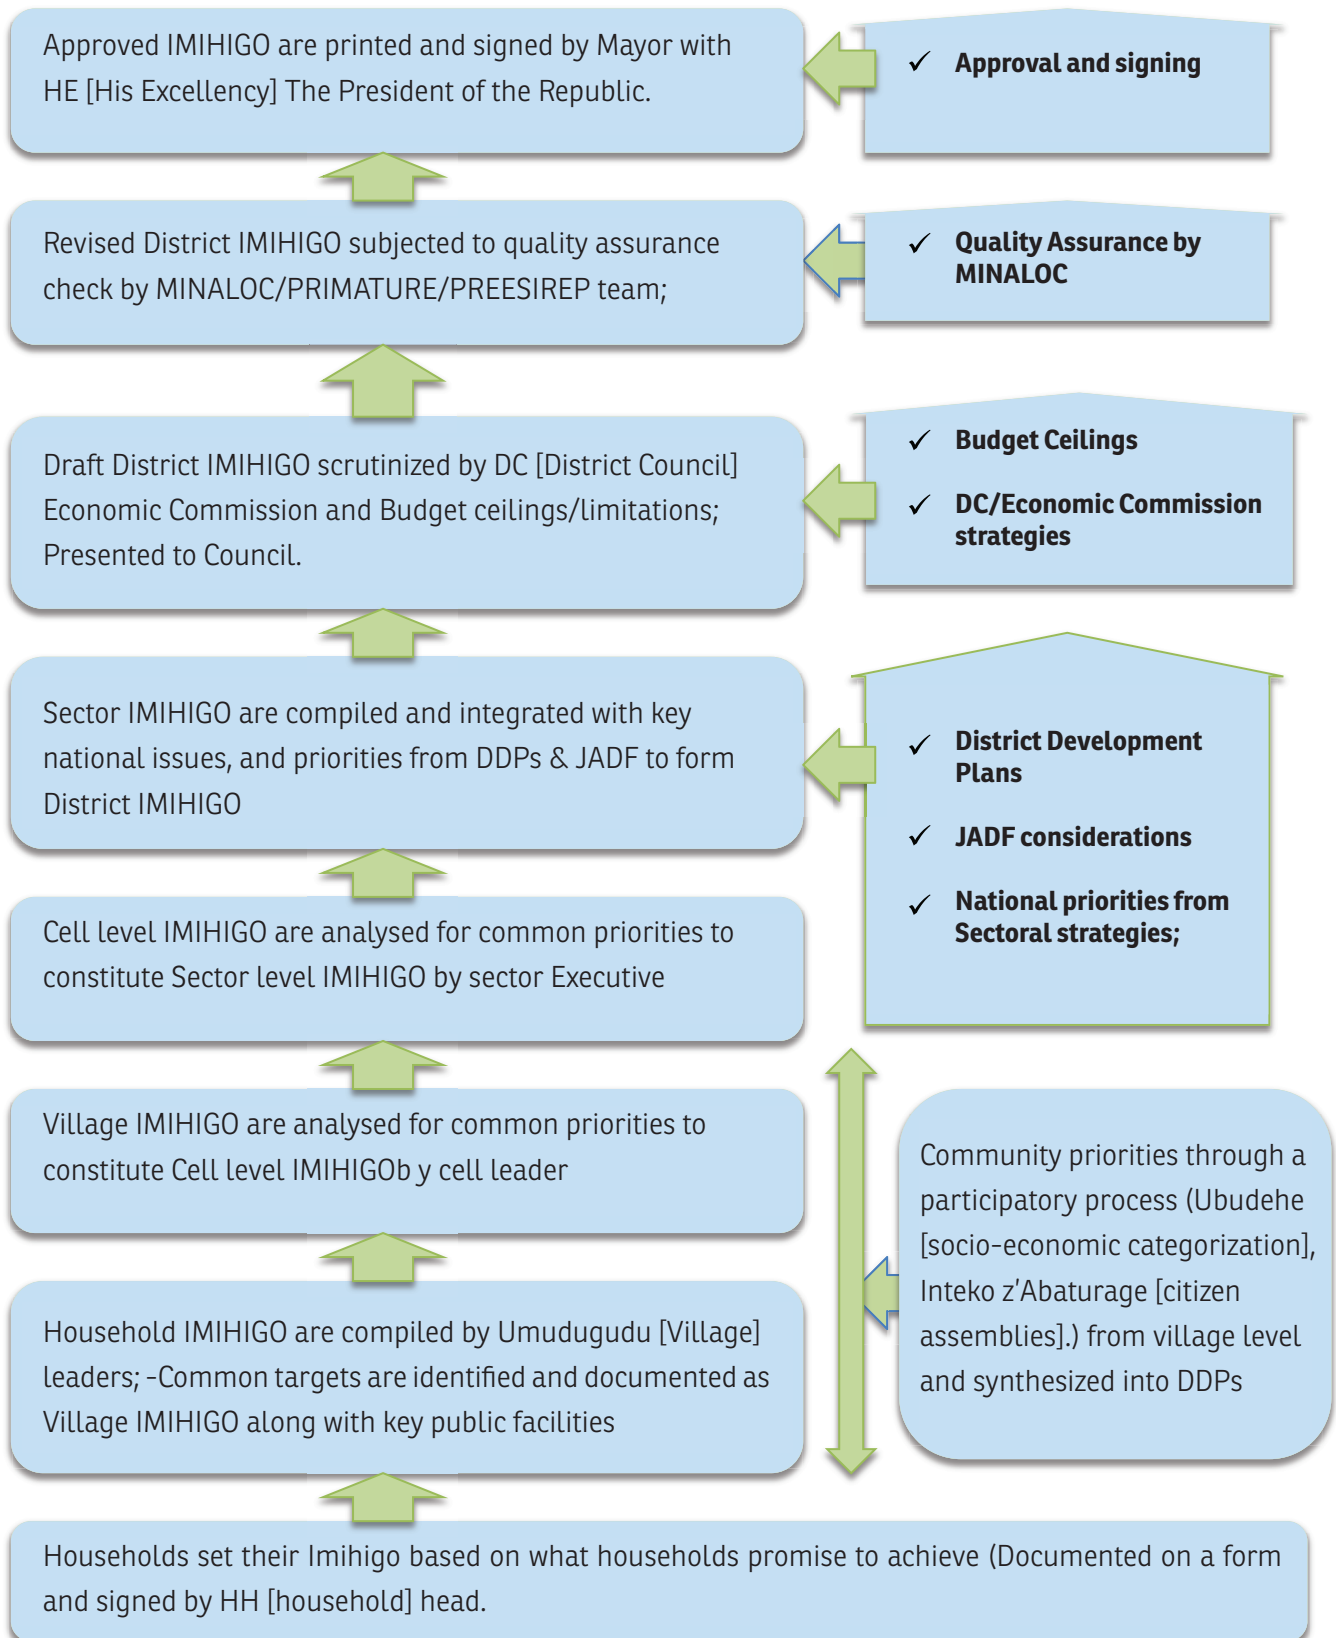 Approved IMIHIGO are printed and signed by Mayor with
HE [His Excellency] The President of the Republic.
✓ Approval and signing
Revised District IMIHIGO subjected to quality assurance
check by MINALOC/PRIMATURE/PREESIREP team;
✓ Quality Assurance by
MINALOC
Draft District IMIHIGO scrutinized by DC [District Council]
Economic Commission and Budget ceilings/limitations;
Presented to Council.
✓ Budget Ceilings
✓ DC/Economic Commission
strategies
Sector IMIHIGO are compiled and integrated with key
national issues, and priorities from DDPs & JADF to form
District IMIHIGO
✓ District Development
Plans
✓ JADF considerations
✓ National priorities from
Sectoral strategies;
Cell level IMIHIGO are analysed for common priorities to
constitute Sector level IMIHIGO by sector Executive
Village IMIHIGO are analysed for common priorities to
constitute Cell level IMIHIGOb y cell leader
Community priorities through a
participatory process (Ubudehe
[socio-economic categorization],
Inteko z'Abaturage [citizen
assemblies].) from village level
and synthesized into DDPs
Household IMIHIGO are compiled by Umudugudu [Village]
leaders; -Common targets are identified and documented as
Village IMIHIGO along with key public facilities
Households set their Imihigo based on what households promise to achieve (Documented on a form
and signed by HH [household] head.